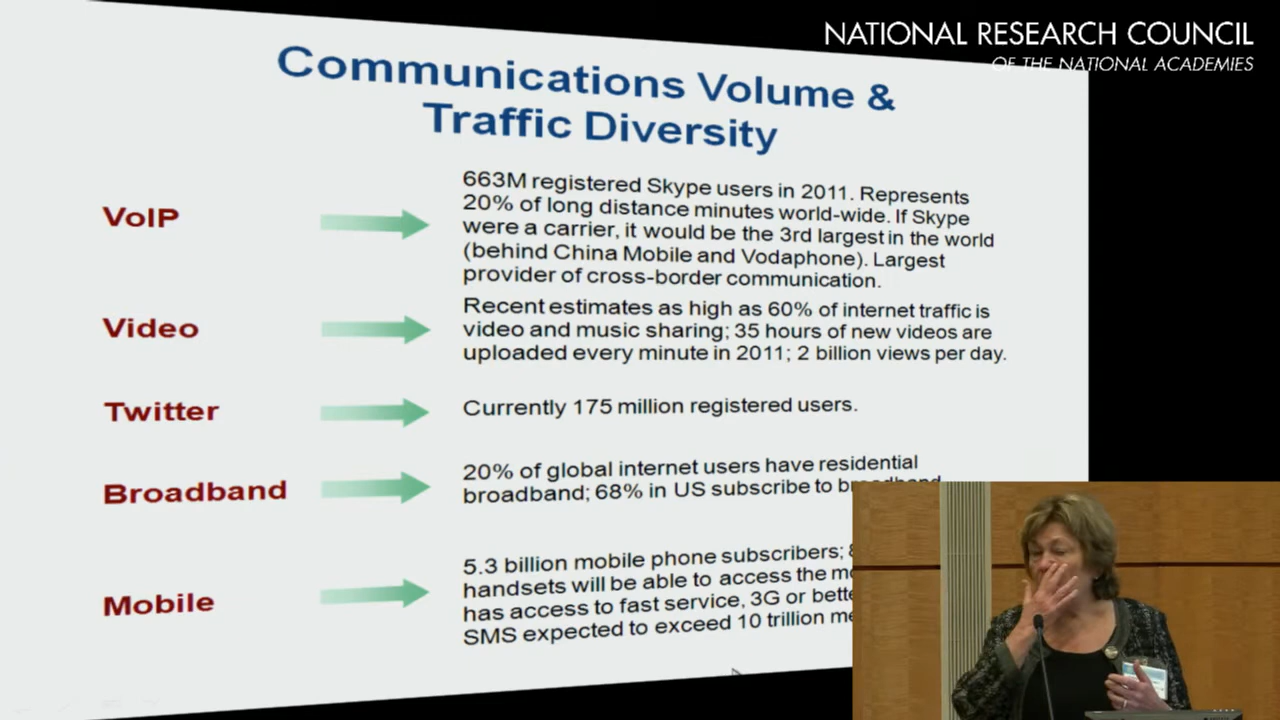 NATIONAL RESEARCH COUNCIL
OF THE NATIONAL ACADEMIES
Communications Volume &
Traffic Diversity
VoIP
663M registered Skype users in 2011. Represents
20% of long distance minutes world-wide. If Skype
were a carrier, it would be the 3rd largest in the world
(behind China Mobile and Vodaphone). Largest
provider of cross-border communication.
Video
Recent estimates as high as 60% of internet traffic is
video and music sharing; 35 hours of new videos are
uploaded every minute in 2011; 2 billion views per day.
Twitter
Currently 175 million registered users.
Broadband
20% of global internet users have residential
broadband; 68% in US subscribe to broadband
Mobile
5.3 billion mobile phone subscribers;
handsets will be able to access the
has access to fast service, 3G or
SMS expected to exceed 10 trillion